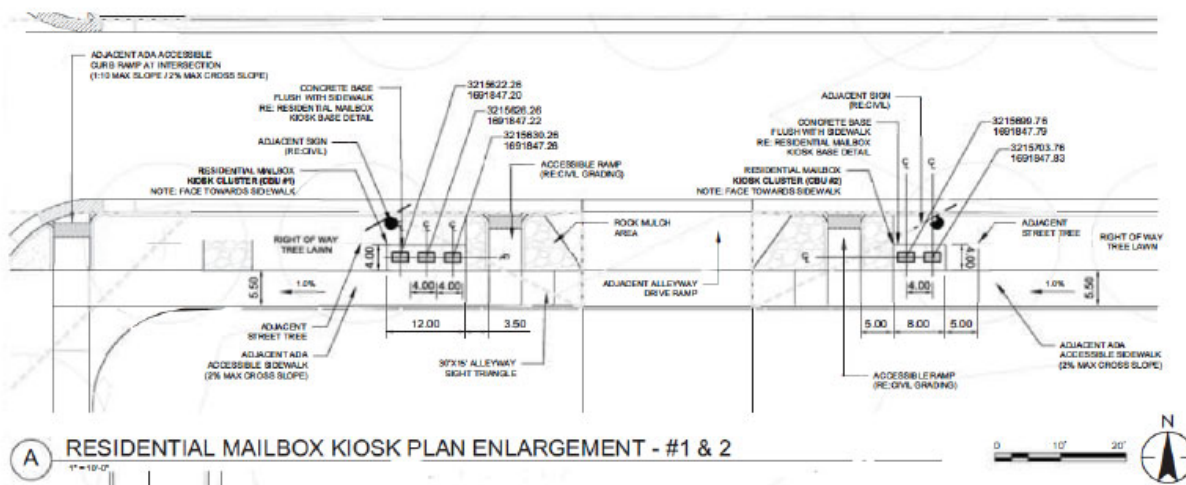 ADJACENT ADA ACCESSIBLE
CURB RAMP AT INTERSECTION
(1:10 MAX SLOPE / 2% MAX CROSS SLOPE)
CONCRETE BASE
FLUSH WITH SIDEWALK
RE: RESIDENTIAL MAILBOX
KIOSK BASE DETAIL
ADJACENT SIGN
(RE:CIVIL)
RESIDENTIAL MAILBOX
KIOSK CLUSTER (CBU #1)
NOTE: FACE TOWARDS SIDEWALK
3215622.26
1691847.20
3215626.26
1691847.22
3215630.26
1691847.26
ACCESSIBLE RAMP
(RE:CIVIL GRADING)
ROCK MULCH
AREA
ADJACENT ALLEYWAY
DRIVE RAMP
ADJACENT SIGN
(RE:CIVIL)
CONCRETE BASE
FLUSH WITH SIDEWALK
RE: RESIDENTIAL MAILBOX
KIOSK BASE DETAIL
RESIDENTIAL MAILBOX
KIOSK CLUSTER (CBU #2)
NOTE: FACE TOWARDS SIDEWALK
3215699.76
1691847.79
3215703.76
1691847.83
ADJACENT
STREET TREE
RIGHT OF WAY
TREE LAWN
RIGHT OF WAY
TREE LAWN
4.00
4.00
5.50
1.0%
4.00 4.00
12.00
3.50
4.00
5.00 8.00 5.00
1.0%
5.50
ADJACENT
STREET TREE
ADJACENT ADA
ACCESSIBLE SIDEWALK
(2% MAX CROSS SLOPE)
30'X15' ALLEYWAY
SIGHT TRIANGLE
ACCESSIBLE RAMP
(RE:CIVIL GRADING)
ADJACENT ADA
ACCESSIBLE SIDEWALK
(2% MAX CROSS SLOPE)
A
RESIDENTIAL MAILBOX KIOSK PLAN ENLARGEMENT - #1 & 2
1" = 10'-0"
0 10' 20'
N